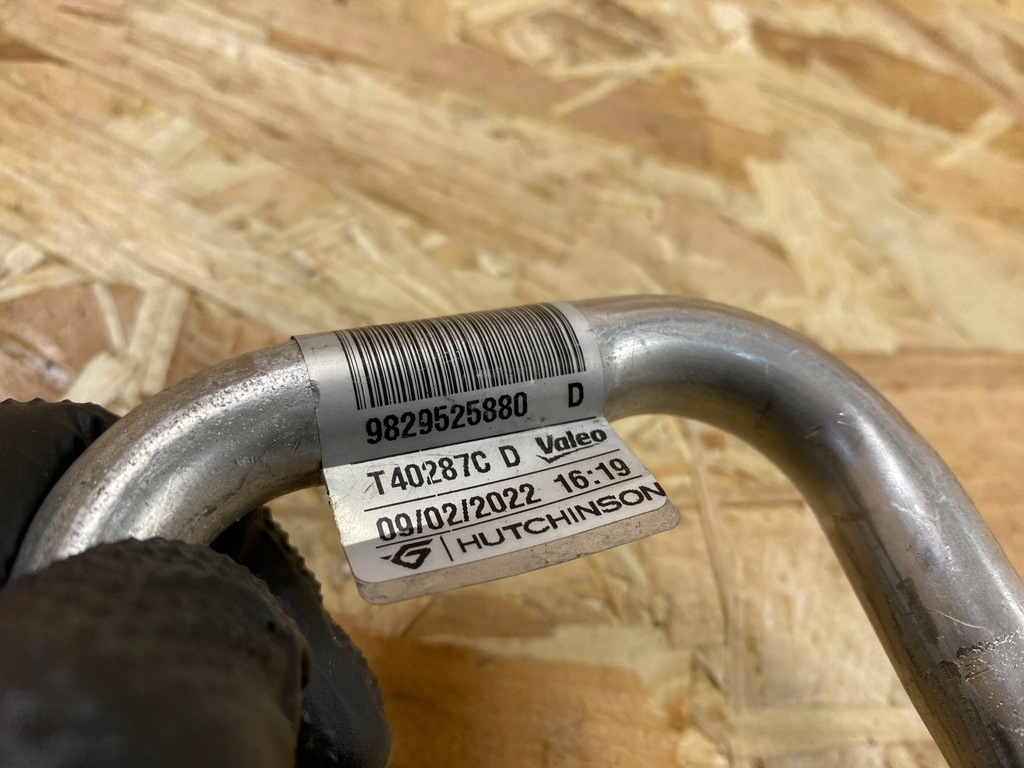 9829525880 D
T40287C D Valeo
09/02/2022 16:19
HUTCHINSON